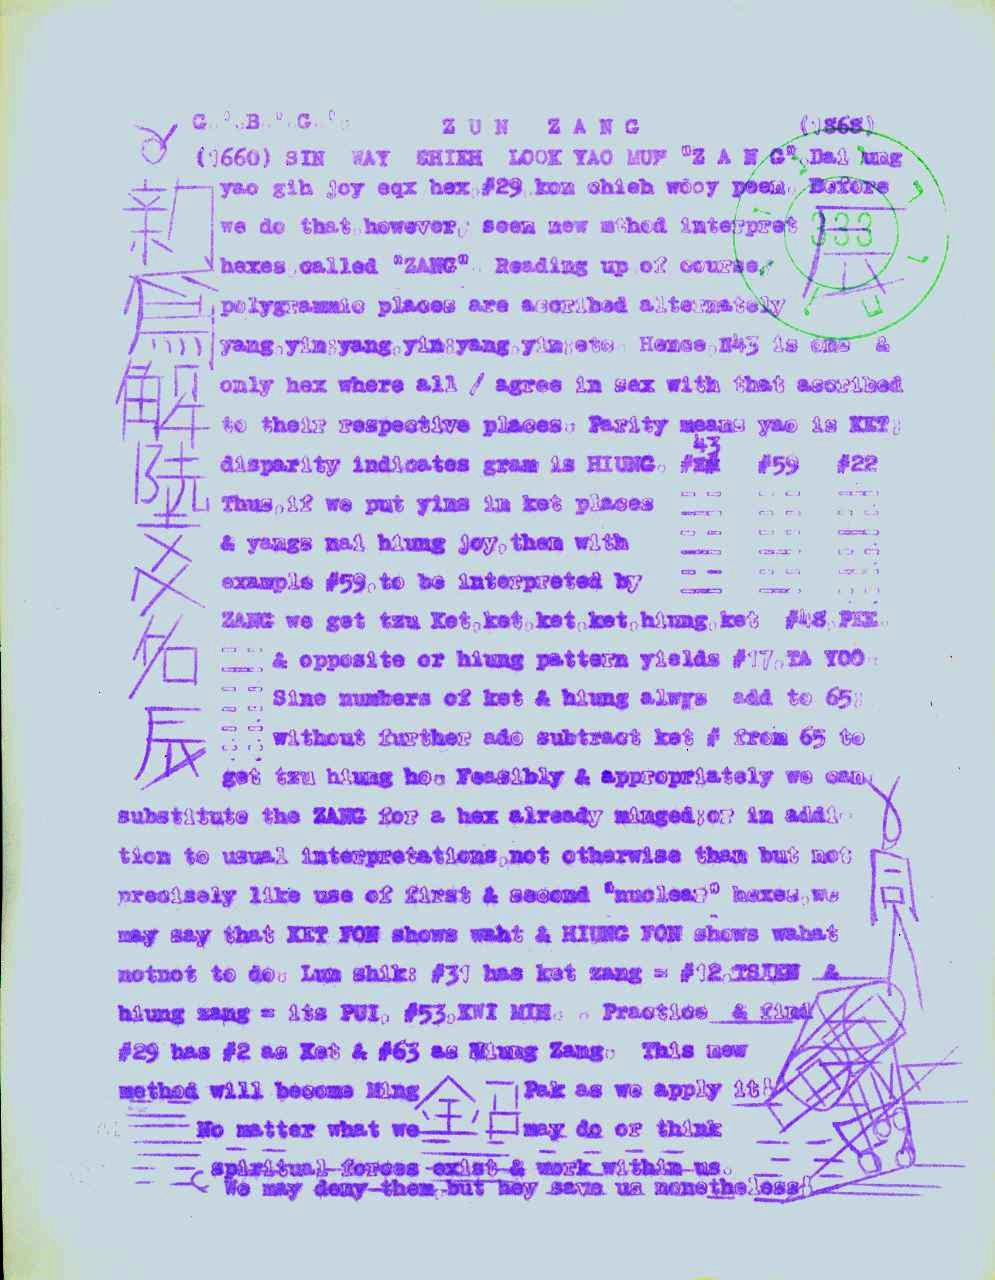 G. B. G.
ZUN ZANG
(1868)
(1660) SIN WAY SHIEH LOOK YAO MUF "Z A N G" Dai ung
yao gih joy eqx hex #29 kon shieh wooy peen. Before
we do that however, seen new mthod interpret
hexes called "ZANG" Reading up of course,
polygrammic places are ascribed alternately
yang,yin;yang,yin;yang,yin;etc Hence N43 is one &
only hex where all / agree in sex with that ascribed
to their respective places. Parity means yao is KET;
disparity indicates gram is HIUNG. # 43 #59 #22
Thus,if we put yins in ket places
& yangs nai hiung joy,then with
example #59,to be interpreted by
ZANG we get tzu Ket,ket,ket,ket,hiung,ket #48 PEK
& opposite or hiung pattern yields #17,TA YOO
Sine numbers of ket & hiung alwys add to 65;
without further ado subtract ket # from 65 to
get tzu hiung ho. Feasibly & appropriately we can
substitute the ZANG for a hex already minged;or in addi-
tion to usual interpretations,not otherwise than but not
precisely like use of first & second "nuclear" hexes,we
may say that KET FON shows waht & HIUNG FON shows wahat
notnot to do. Lun shik: #31 has ket zang = #12,TSIEN &
hiung zang = its PUI, #53,KWI MIH. Practice & find
#29 has #2 as Ket & #63 as Hiung Zang. This new
method will become Ming 金 Pak as we apply it!
No matter what we may do or think
spiritual forces exist & work within us.
We may deny them,but hey save us nonetheless!
新
爲
解
陸
爻
名
辰
333